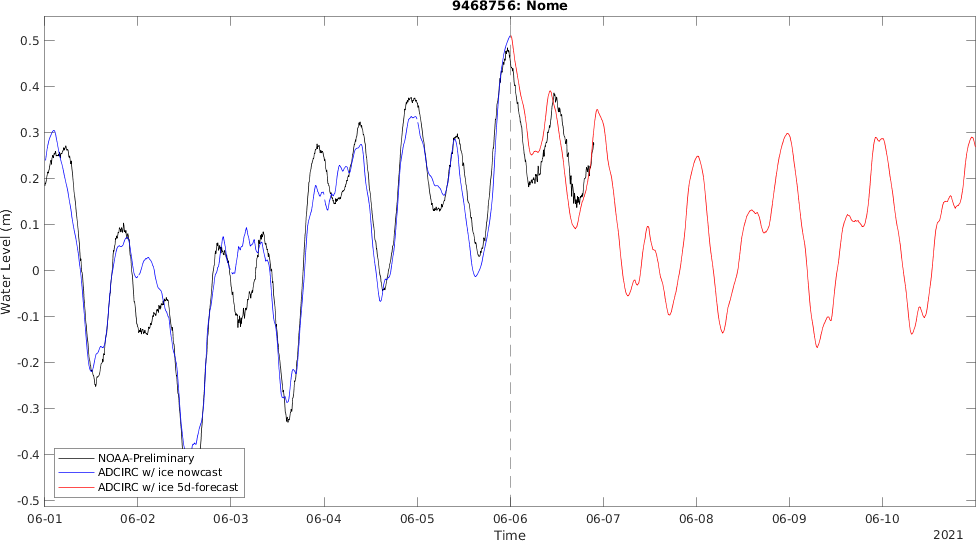 9468756: Nome
0.5
0.4
0.3
0.2
0.1
0
-0.1
-0.2
-0.3
-0.4
-0.5
Water Level (m)
NOAA-Preliminary
ADCIRC w/ ice nowcast
ADCIRC w/ ice 5d-forecast
06-01 06-02 06-03 06-04 06-05 06-06 06-07 06-08 06-09 06-10
Time
2021